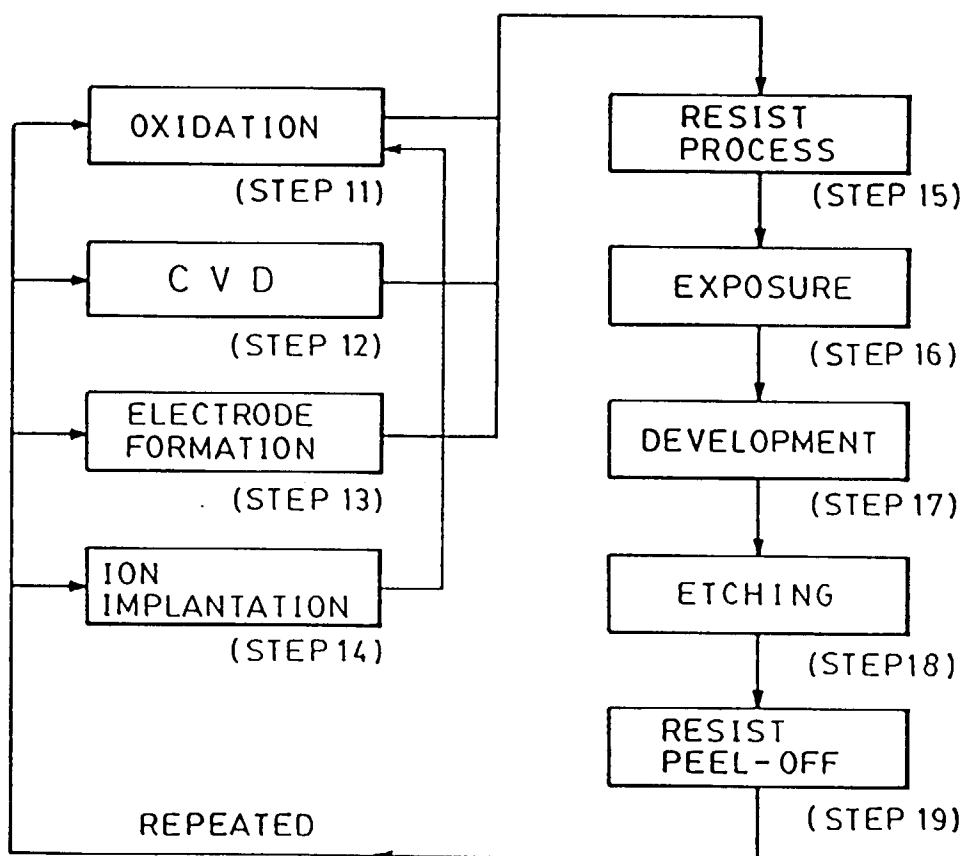 OXIDATION
(STEP 11)
C V D
(STEP 12)
ELECTRODE
FORMATION
(STEP 13)
ION
IMPLANTATION
(STEP 14)
REPEATED
RESIST
PROCESS
(STEP 15)
EXPOSURE
(STEP 16)
DEVELOPMENT
(STEP 17)
ETCHING
(STEP18)
RESIST
PEEL-OFF
(STEP 19)